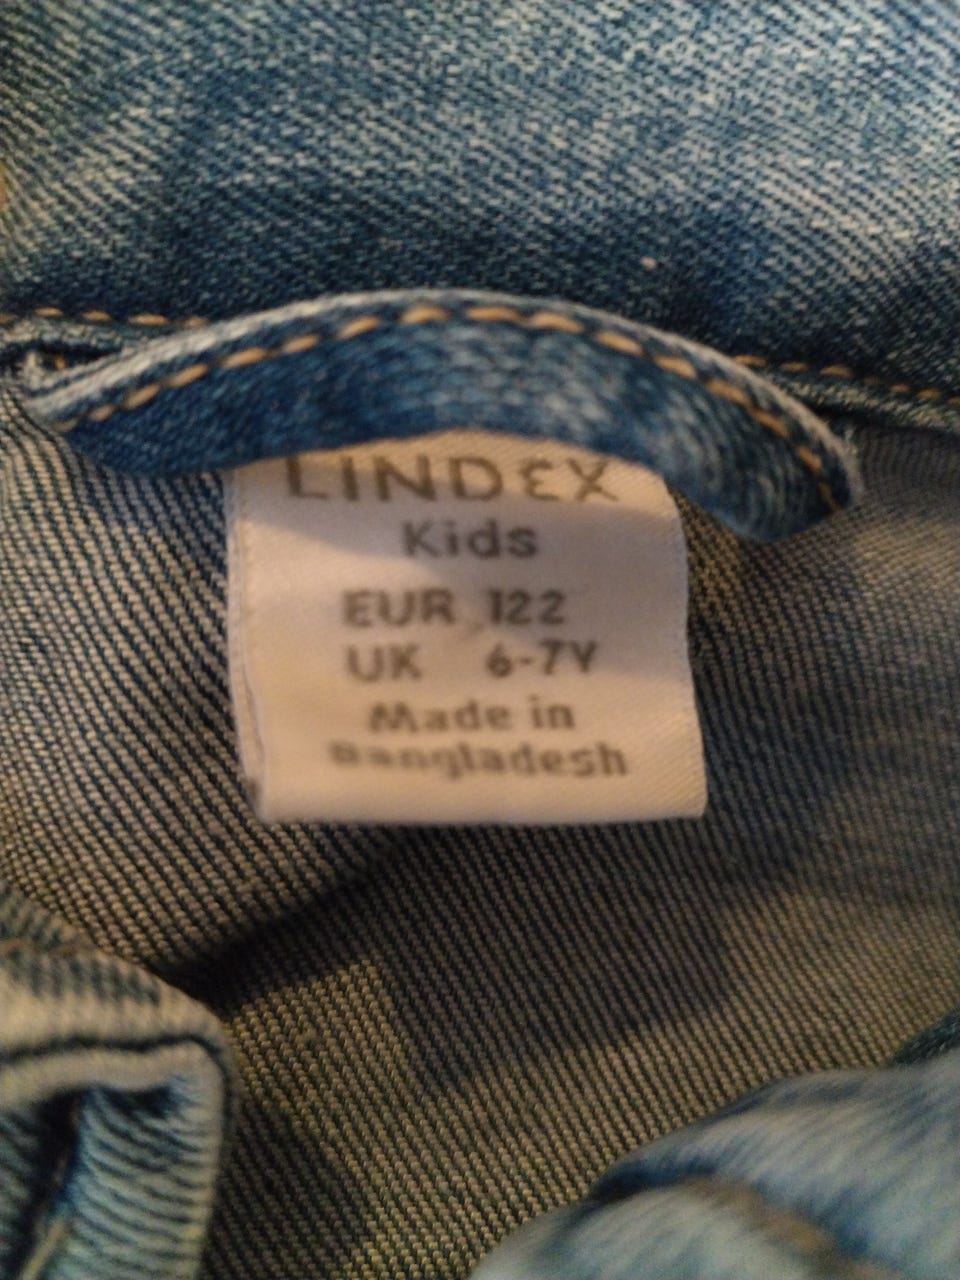 LINDEX
Kids
EUR 122
UK 6-7Y
Made in
Bangladesh